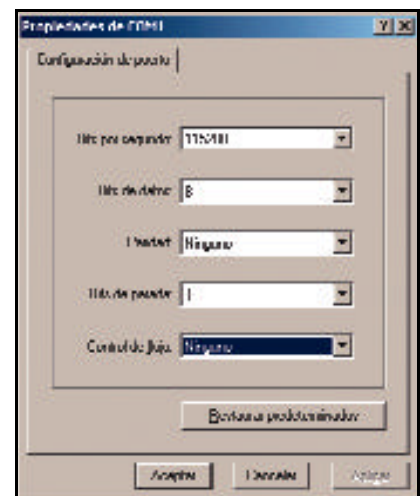 Propiedades de COM1
Configuración de puerto
Bits por segundo: 115200
Bits de datos: 8
Paridad: Ninguno
Bits de parada: 1
Control de flujo: Ninguno
Restaurar predeterminados
Aceptar Cancelar Aplicar